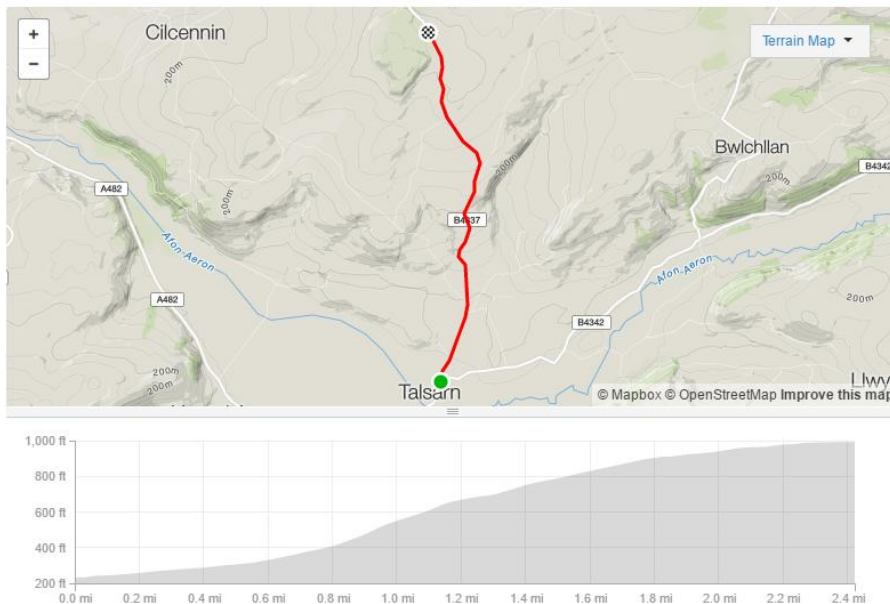 +
Cilcennin
Terrain Map
−
200m
Bwlchllan
200m
B4342
A482
200m
200m
200m
B4337
Afon-Aeron
Afon-Aeron
A482
200m
B4342
200m
200m
Talsarn
© Mapbox © OpenStreetMap Improve this map
1,000 ft
800 ft
600 ft
400 ft
200 ft
0.0 mi 0.2 mi 0.4 mi 0.6 mi 0.8 mi 1.0 mi 1.2 mi 1.4 mi 1.6 mi 1.8 mi 2.0 mi 2.2 mi 2.4 mi